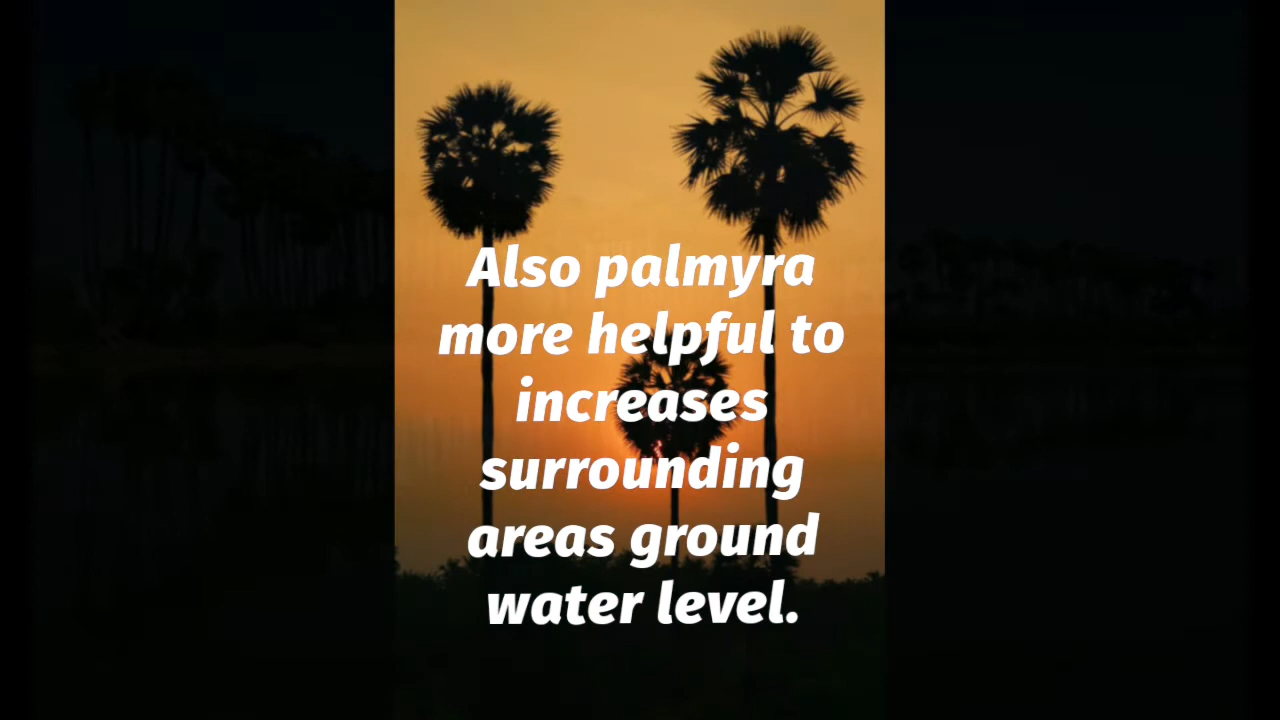 Also palmyra
more helpful to
increases
surrounding
areas ground
water level.